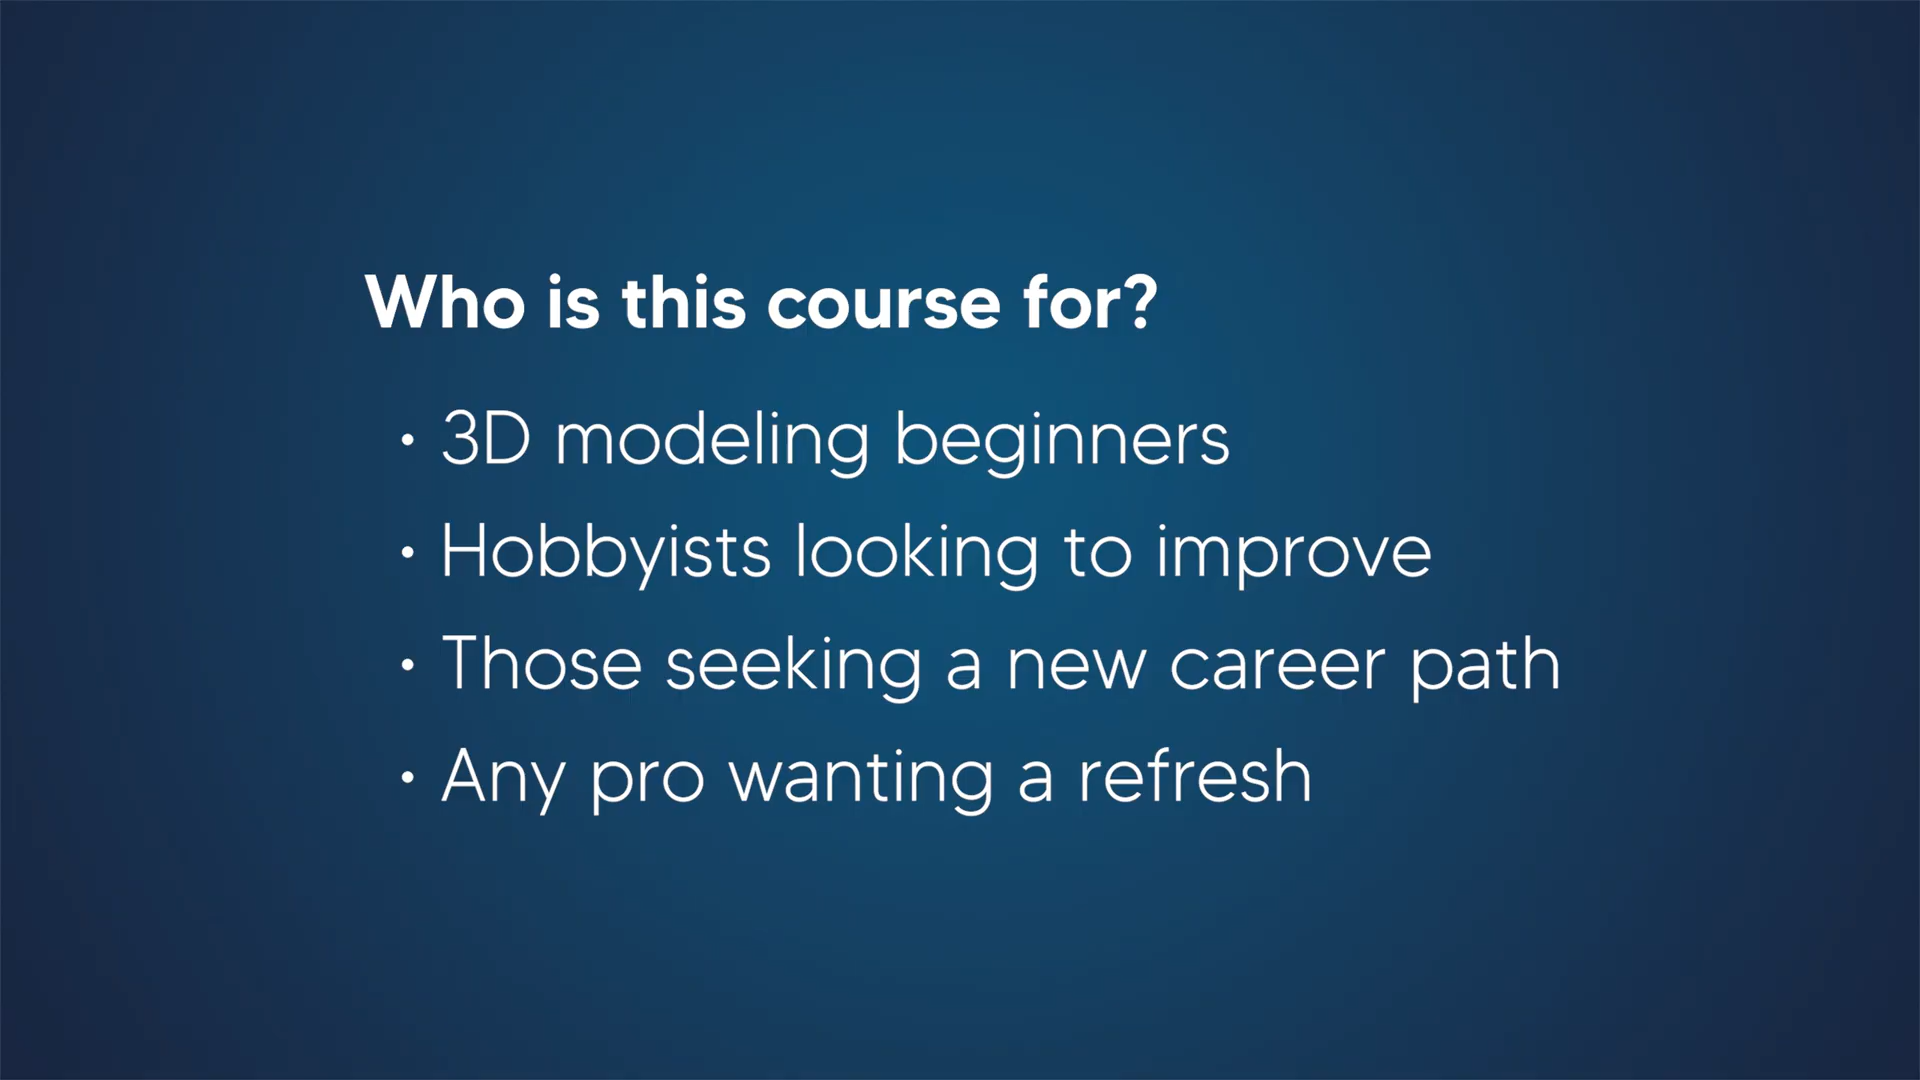 Who is this course for?
• 3D modeling beginners
• Hobbyists looking to improve
• Those seeking a new career path
• Any pro wanting a refresh